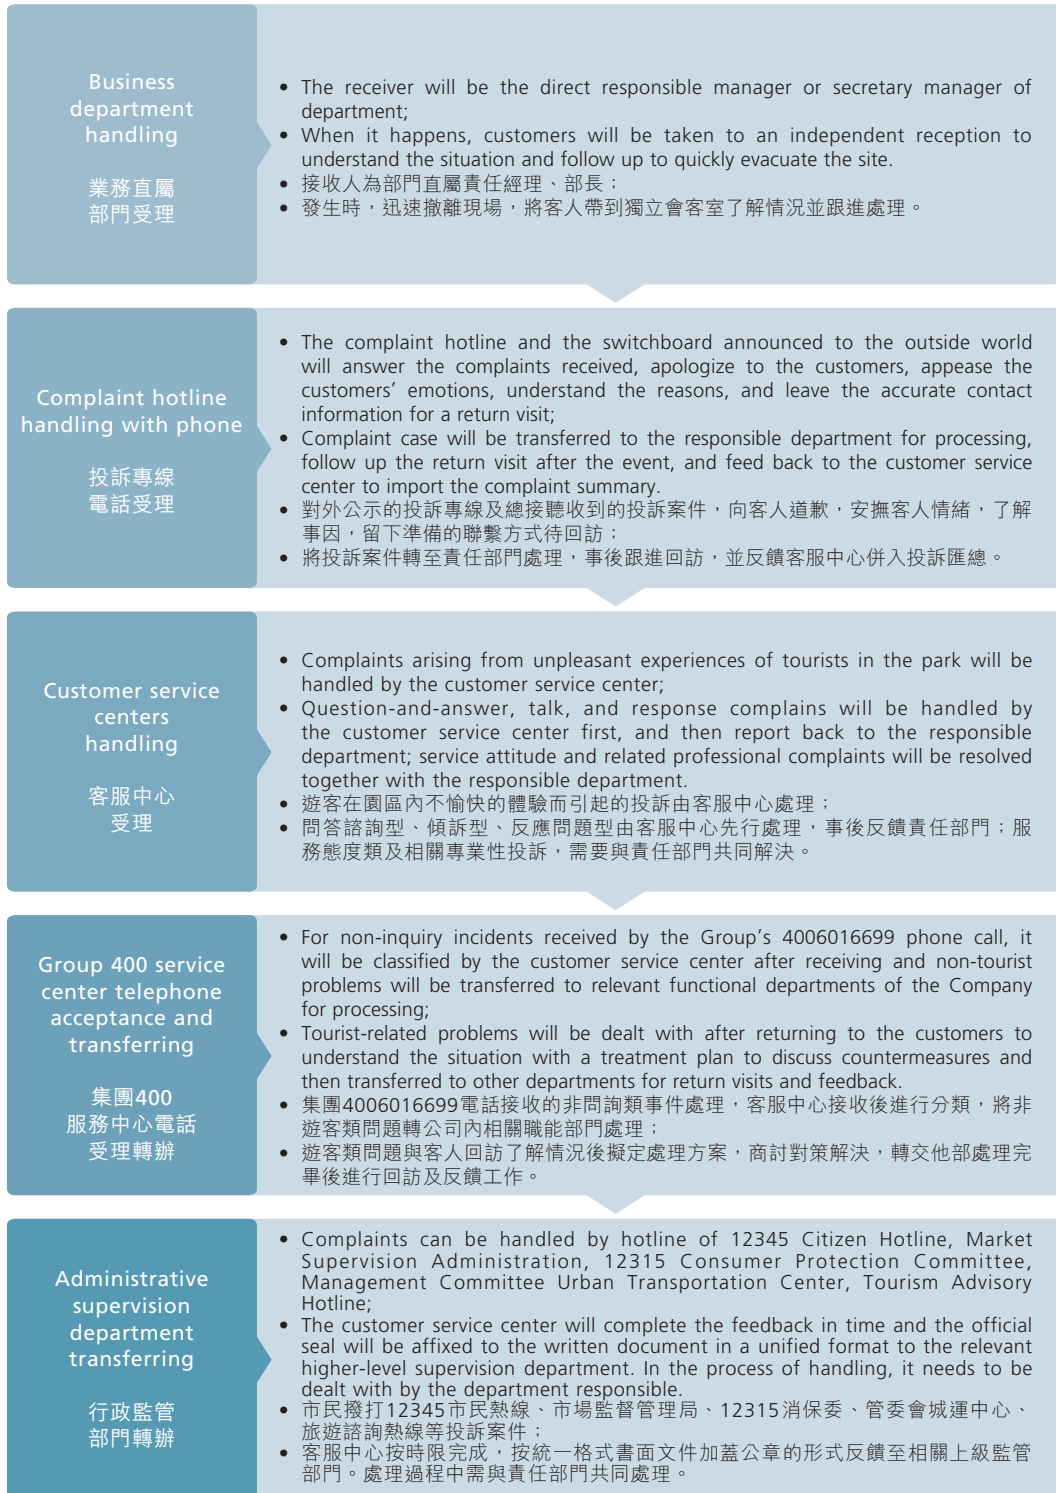 Business
department
handling
業務直屬
部門受理
• The receiver will be the direct responsible manager or secretary manager of
department;
• When it happens, customers will be taken to an independent reception to
understand the situation and follow up to quickly evacuate the site.
• 接收人為部門直屬責任經理、部長；
• 發生時，迅速撤離現場，將客人帶到獨立會客室了解情況並跟進處理。
Complaint hotline
handling with phone
投訴專線
電話受理
• The complaint hotline and the switchboard announced to the outside world
will answer the complaints received, apologize to the customers, appease the
customers’ emotions, understand the reasons, and leave the accurate contact
information for a return visit;
• Complaint case will be transferred to the responsible department for processing,
follow up the return visit after the event, and feed back to the customer service
center to import the complaint summary.
• 對外公示的投訴專線及總接聽收到的投訴案件，向客人道歉，安撫客人情緒，了解
事因，留下準備的聯繫方式待回訪；
• 將投訴案件轉至責任部門處理，事後跟進回訪，並反饋客服中心併入投訴匯總。
Customer service
centers
handling
客服中心
受理
• Complaints arising from unpleasant experiences of tourists in the park will be
handled by the customer service center;
• Question-and-answer, talk, and response complains will be handled by
the customer service center first, and then report back to the responsible
department; service attitude and related professional complaints will be resolved
together with the responsible department.
• 遊客在園區內不愉快的體驗而引起的投訴由客服中心處理；
• 問答諮詢型、傾訴型、反應問題型由客服中心先行處理，事後反饋責任部門；服
務態度類及相關專業性投訴，需要與責任部門共同解決。
Group 400 service
center telephone
acceptance and
transferring
集團400
服務中心電話
受理轉辦
• For non-inquiry incidents received by the Group’s 4006016699 phone call, it
will be classified by the customer service center after receiving and non-tourist
problems will be transferred to relevant functional departments of the Company
for processing;
• Tourist-related problems will be dealt with after returning to the customers to
understand the situation with a treatment plan to discuss countermeasures and
then transferred to other departments for return visits and feedback.
• 集團4006016699電話接收的非問詢類事件處理，客服中心接收後進行分類，將非
遊客類問題轉公司內相關職能部門處理；
• 遊客類問題與客人回訪了解情況後擬定處理方案，商討對策解決，轉交他部處理完
畢後進行回訪及反饋工作。
Administrative
supervision
department
transferring
行政監管
部門轉辦
• Complaints can be handled by hotline of 12345 Citizen Hotline, Market
Supervision Administration, 12315 Consumer Protection Committee,
Management Committee Urban Transportation Center, Tourism Advisory
Hotline;
• The customer service center will complete the feedback in time and the official
seal will be affixed to the written document in a unified format to the relevant
higher-level supervision department. In the process of handling, it needs to be
dealt with by the department responsible.
• 市民撥打12345市民熱線、市場監督管理局、12315消保委、管委會城運中心、
旅遊諮詢熱線等投訴案件；
• 客服中心按時限完成，按統一格式書面文件加蓋公章的形式反饋至相關上級監管
部門。處理過程中需與責任部門共同處理。